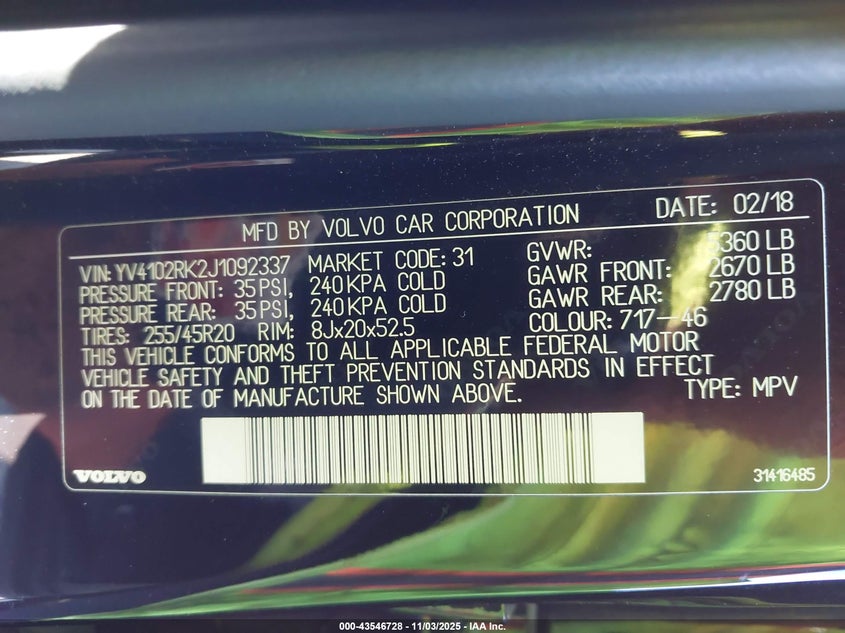 MFD BY VOLVO CAR CORPORATION DATE: 02/18
VIN: YV4102RK2J1092337 MARKET CODE: 31 GVWR: 5360 LB
PRESSURE FRONT: 35 PSI, 240 KPA COLD GAWR FRONT: 2670 LB
PRESSURE REAR: 35 PSI, 240 KPA COLD GAWR REAR: 2780 LB
TIRES: 255/45R20 RIM: 8Jx20x52.5 COLOUR: 717-46
THIS VEHICLE CONFORMS TO ALL APPLICABLE FEDERAL MOTOR
VEHICLE SAFETY AND THEFT PREVENTION STANDARDS IN EFFECT
ON THE DATE OF MANUFACTURE SHOWN ABOVE. TYPE: MPV
VOLVO 31416485
000-43546728 - 11/03/2025 - IAA Inc.